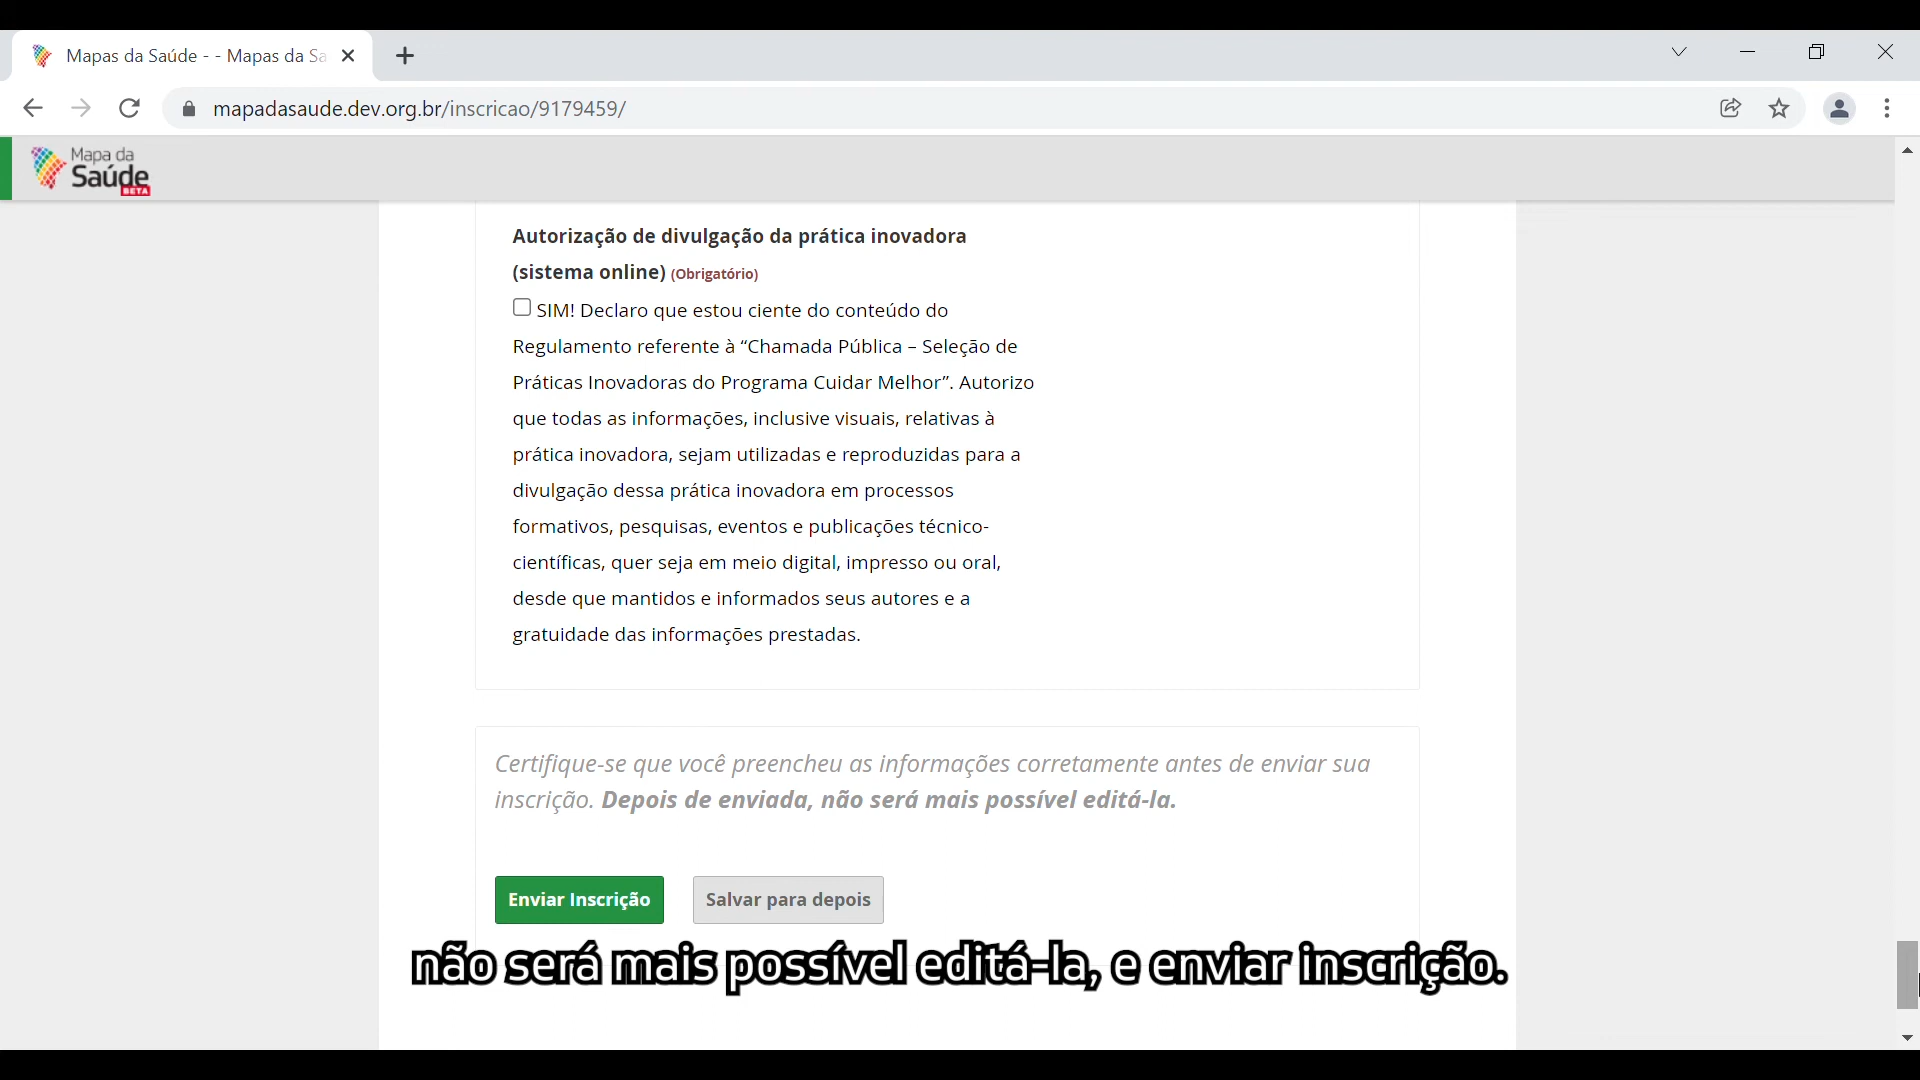 Mapas da Saúde - - Mapas da Sa
mapadasaude.dev.org.br/inscricao/9179459/
Mapa da
Saúde
BETA
Autorização de divulgação da prática inovadora
(sistema online) (Obrigatório)
SIM! Declaro que estou ciente do conteúdo do
Regulamento referente à “Chamada Pública – Seleção de
Práticas Inovadoras do Programa Cuidar Melhor”. Autorizo
que todas as informações, inclusive visuais, relativas à
prática inovadora, sejam utilizadas e reproduzidas para a
divulgação dessa prática inovadora em processos
formativos, pesquisas, eventos e publicações técnico-
científicas, quer seja em meio digital, impresso ou oral,
desde que mantidos e informados seus autores e a
gratuidade das informações prestadas.
Certifique-se que você preencheu as informações corretamente antes de enviar sua
inscrição. Depois de enviada, não será mais possível editá-la.
Enviar Inscrição Salvar para depois
não será mais possível editá-la, e enviar inscrição.